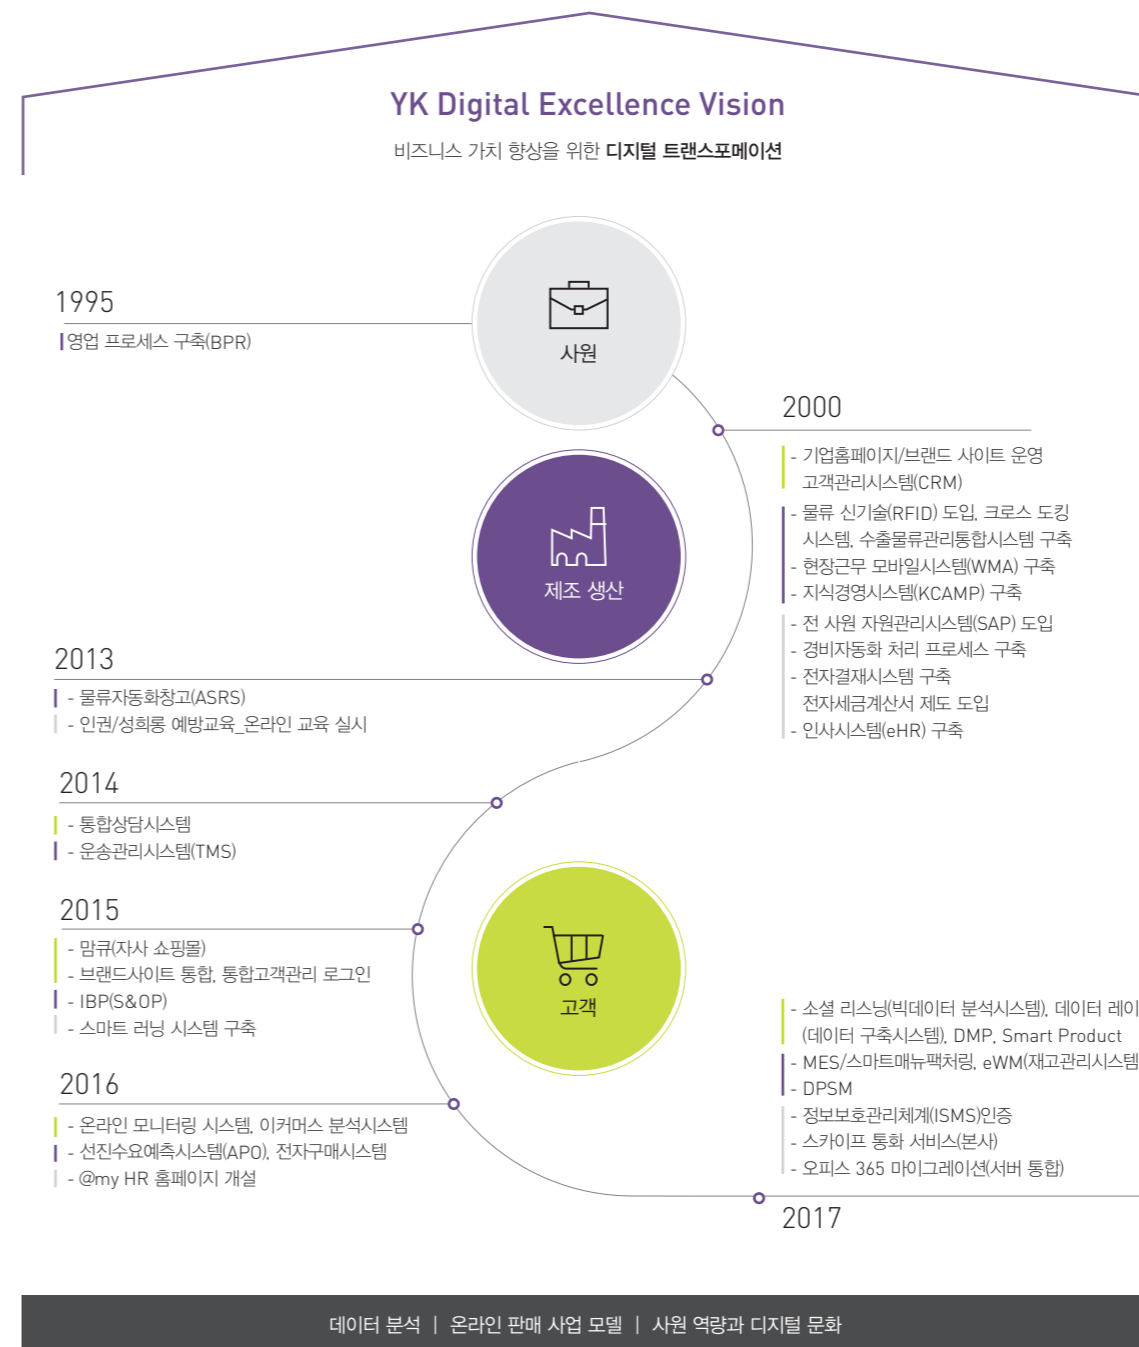 YK Digital Excellence Vision
비즈니스 가치 향상을 위한 디지털 트랜스포메이션
사원
1995
영업 프로세스 구축(BPR)
2000
- 기업홈페이지/브랜드 사이트 운영
고객관리시스템(CRM)
- 물류 신기술(RFID) 도입, 크로스 도킹
시스템, 수출물류관리통합시스템 구축
- 현장근무 모바일시스템(WMA) 구축
- 지식경영시스템(KCAMP) 구축
- 전 사원 자원관리시스템(SAP) 도입
- 경비자동화 처리 프로세스 구축
- 전자결재시스템 구축
전자세금계산서 제도 도입
- 인사시스템(eHR) 구축
제조 생산
2013
- 물류자동화창고(ASRS)
- 인권/성희롱 예방교육_온라인 교육 실시
2014
- 통합상담시스템
- 운송관리시스템(TMS)
2015
- 맘큐(자사 쇼핑몰)
- 브랜드사이트 통합, 통합고객관리 로그인
- IBP(S&OP)
- 스마트 러닝 시스템 구축
고객
2016
- 온라인 모니터링 시스템, 이커머스 분석시스템
- 선진수요예측시스템(APO), 전자구매시스템
- @my HR 홈페이지 개설
- 소셜 리스닝(빅데이터 분석시스템), 데이터 레이
(데이터 구축시스템), DMP, Smart Product
- MES/스마트매뉴팩처링, eWM(재고관리시스템
- DPSM
- 정보보호관리체계(ISMS)인증
- 스카이프 통화 서비스(본사)
- 오피스 365 마이그레이션(서버 통합)
2017
데이터 분석 | 온라인 판매 사업 모델 | 사원 역량과 디지털 문화